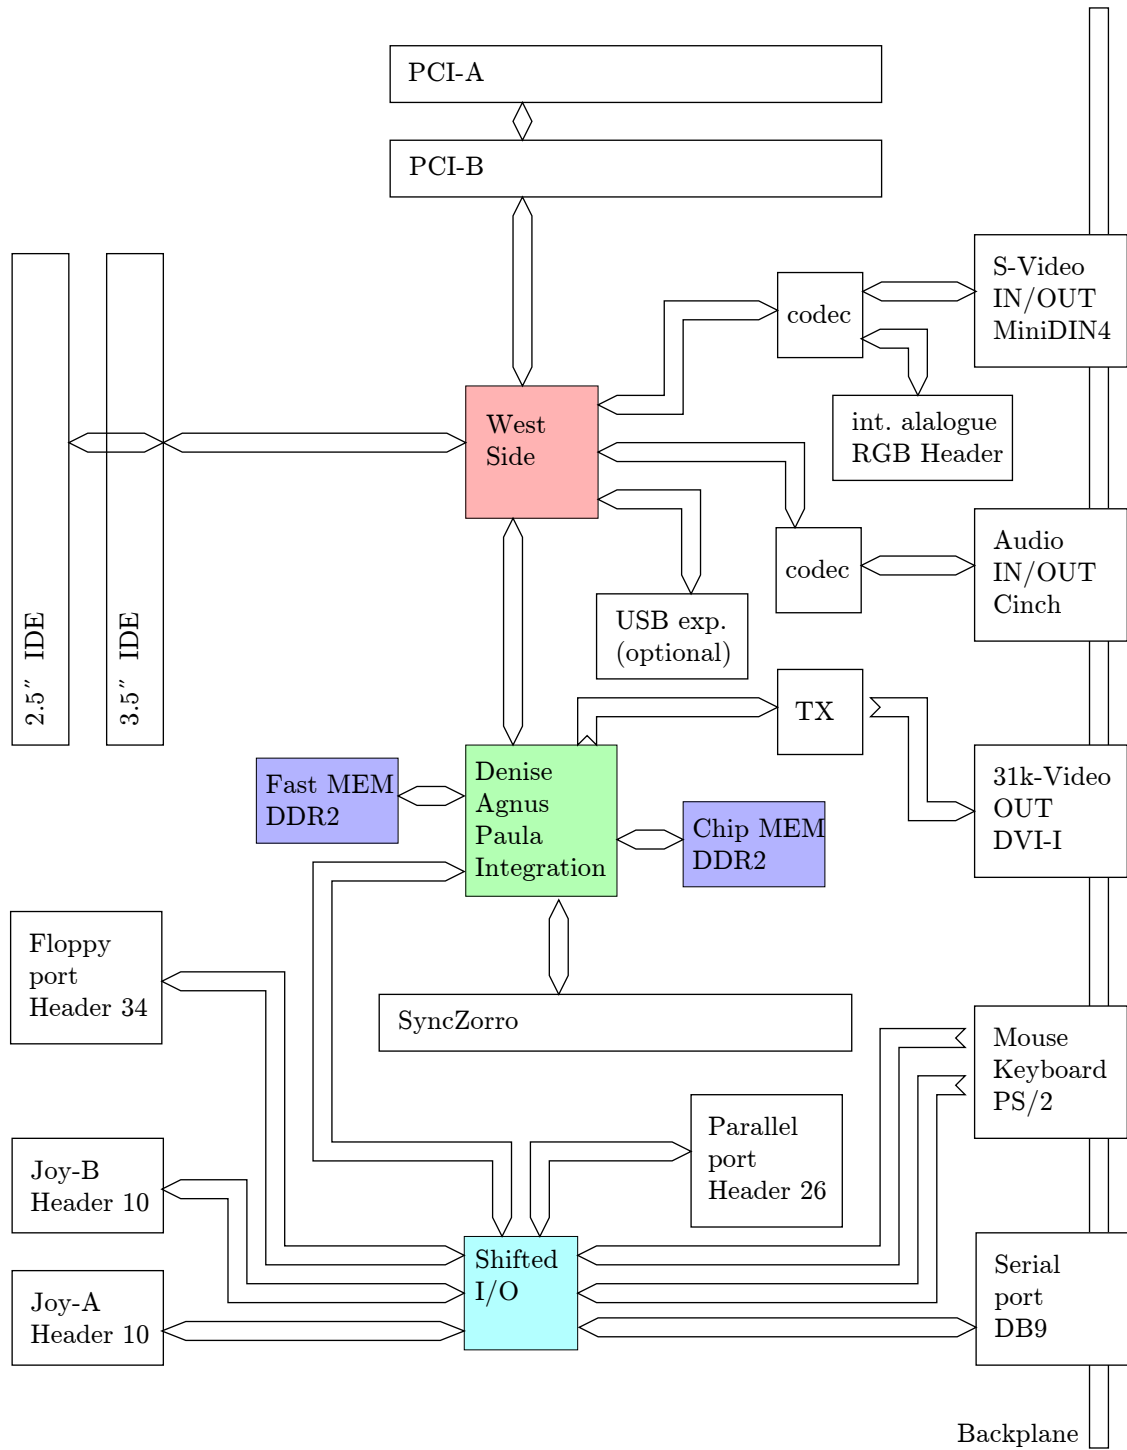 PCI-A
PCI-B
S-Video
IN/OUT
MiniDIN4
codec
int. alalogue
RGB Header
West
Side
Audio
IN/OUT
Cinch
codec
USB exp.
(optional)
2.5″ IDE
3.5″ IDE
TX
Denise
Agnus
Paula
Integration
Fast MEM
DDR2
Chip MEM
DDR2
31k-Video
OUT
DVI-I
Floppy
port
Header 34
SyncZorro
Mouse
Keyboard
PS/2
Parallel
port
Header 26
Joy-B
Header 10
Shifted
I/O
Joy-A
Header 10
Serial
port
DB9
Backplane